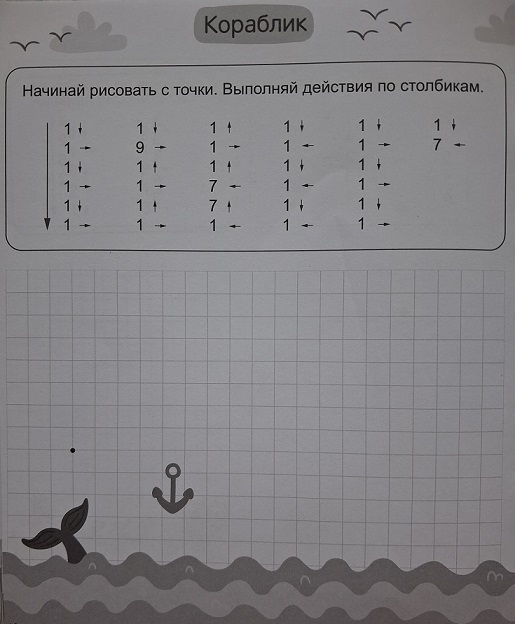 Кораблик
Начинай рисовать с точки. Выполняй действия по столбикам.
1 ↓ 1 ↓ 1 ↑ 1 ↓ 1 ↓ 1 ↓
1 → 9 → 1 → 1 ← 1 → 7 ←
1 ↓ 1 ↑ 1 ↑ 1 ↓ 1 ↓
1 → 1 → 7 ← 1 ← 1 →
1 ↓ 1 ↑ 7 ↑ 1 ↓ 1 ↓
1 → 1 → 1 ← 1 ← 1 →